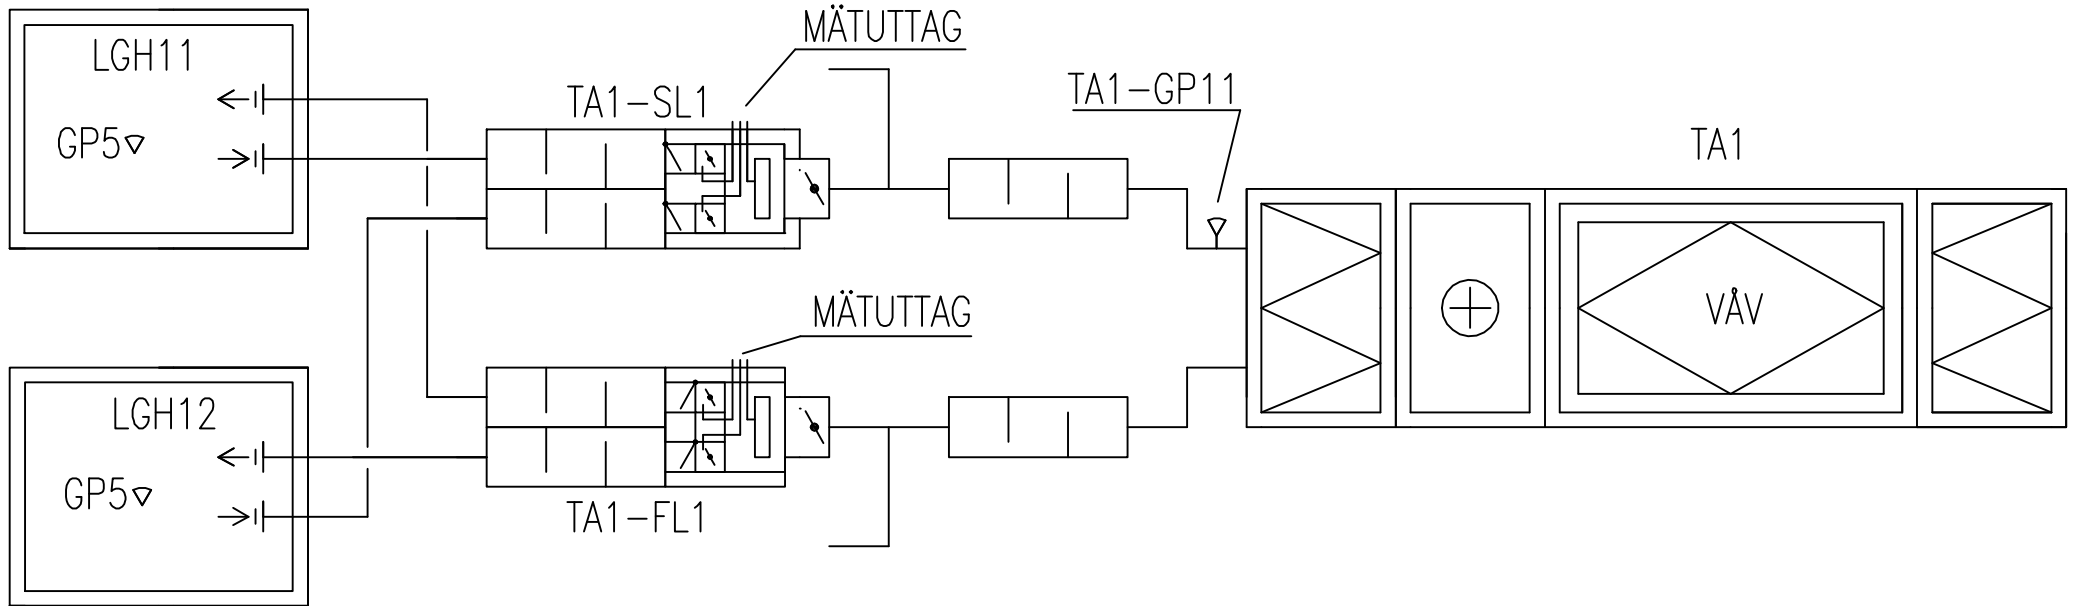 MÄTUTTAG
LGH11
TA1-SL1
TA1-GP11
GP5
TA1
MÄTUTTAG
VÅV
LGH12
GP5
TA1-FL1